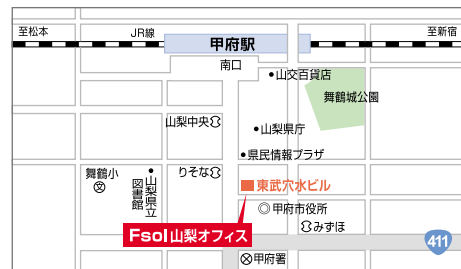 至松本
JR線
甲府駅
至新宿
南口
山交百貨店
舞鶴城公園
山梨中央
山梨県庁
県民情報プラザ
舞鶴小
文
山梨県立
図書館
りそな
東武穴水ビル
甲府市役所
みずほ
Fsol山梨オフィス
甲府署
411